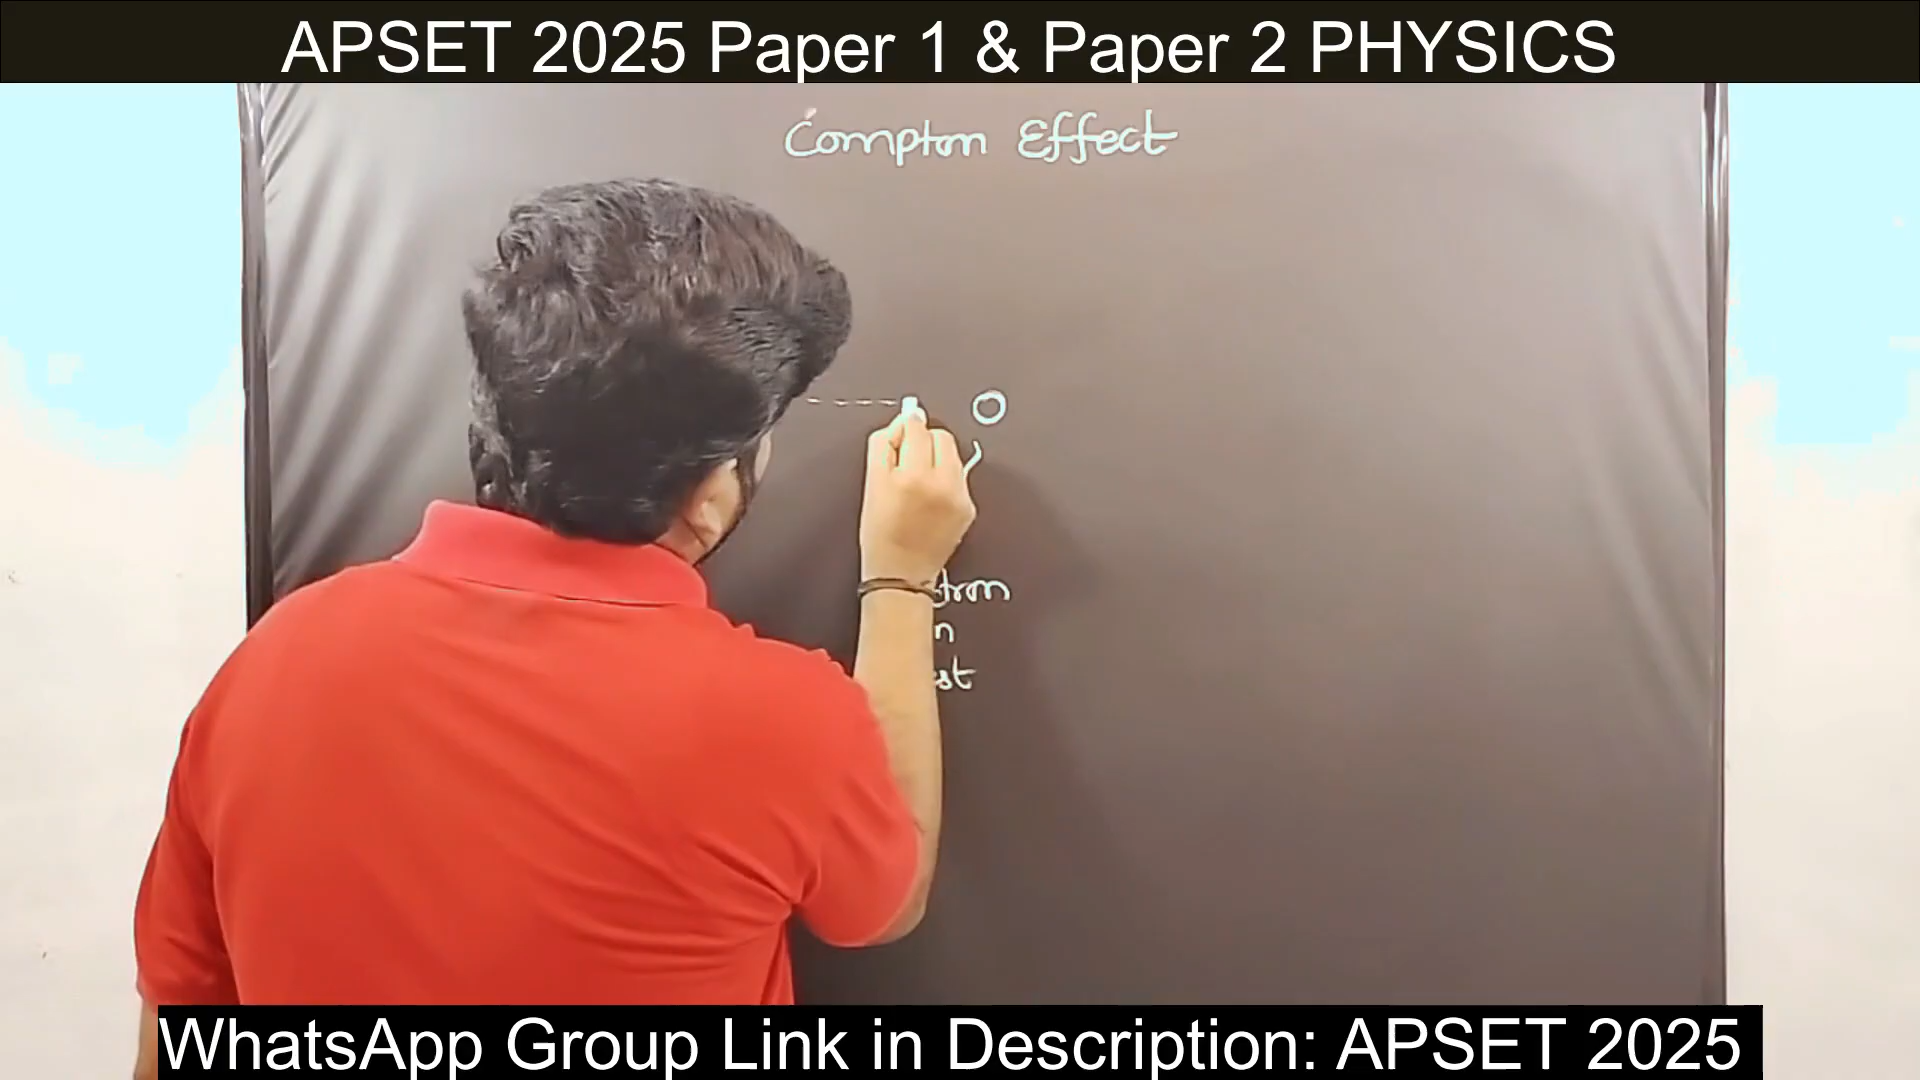 APSET 2025 Paper 1 & Paper 2 PHYSICS
Compton Effect
WhatsApp Group Link in Description: APSET 2025